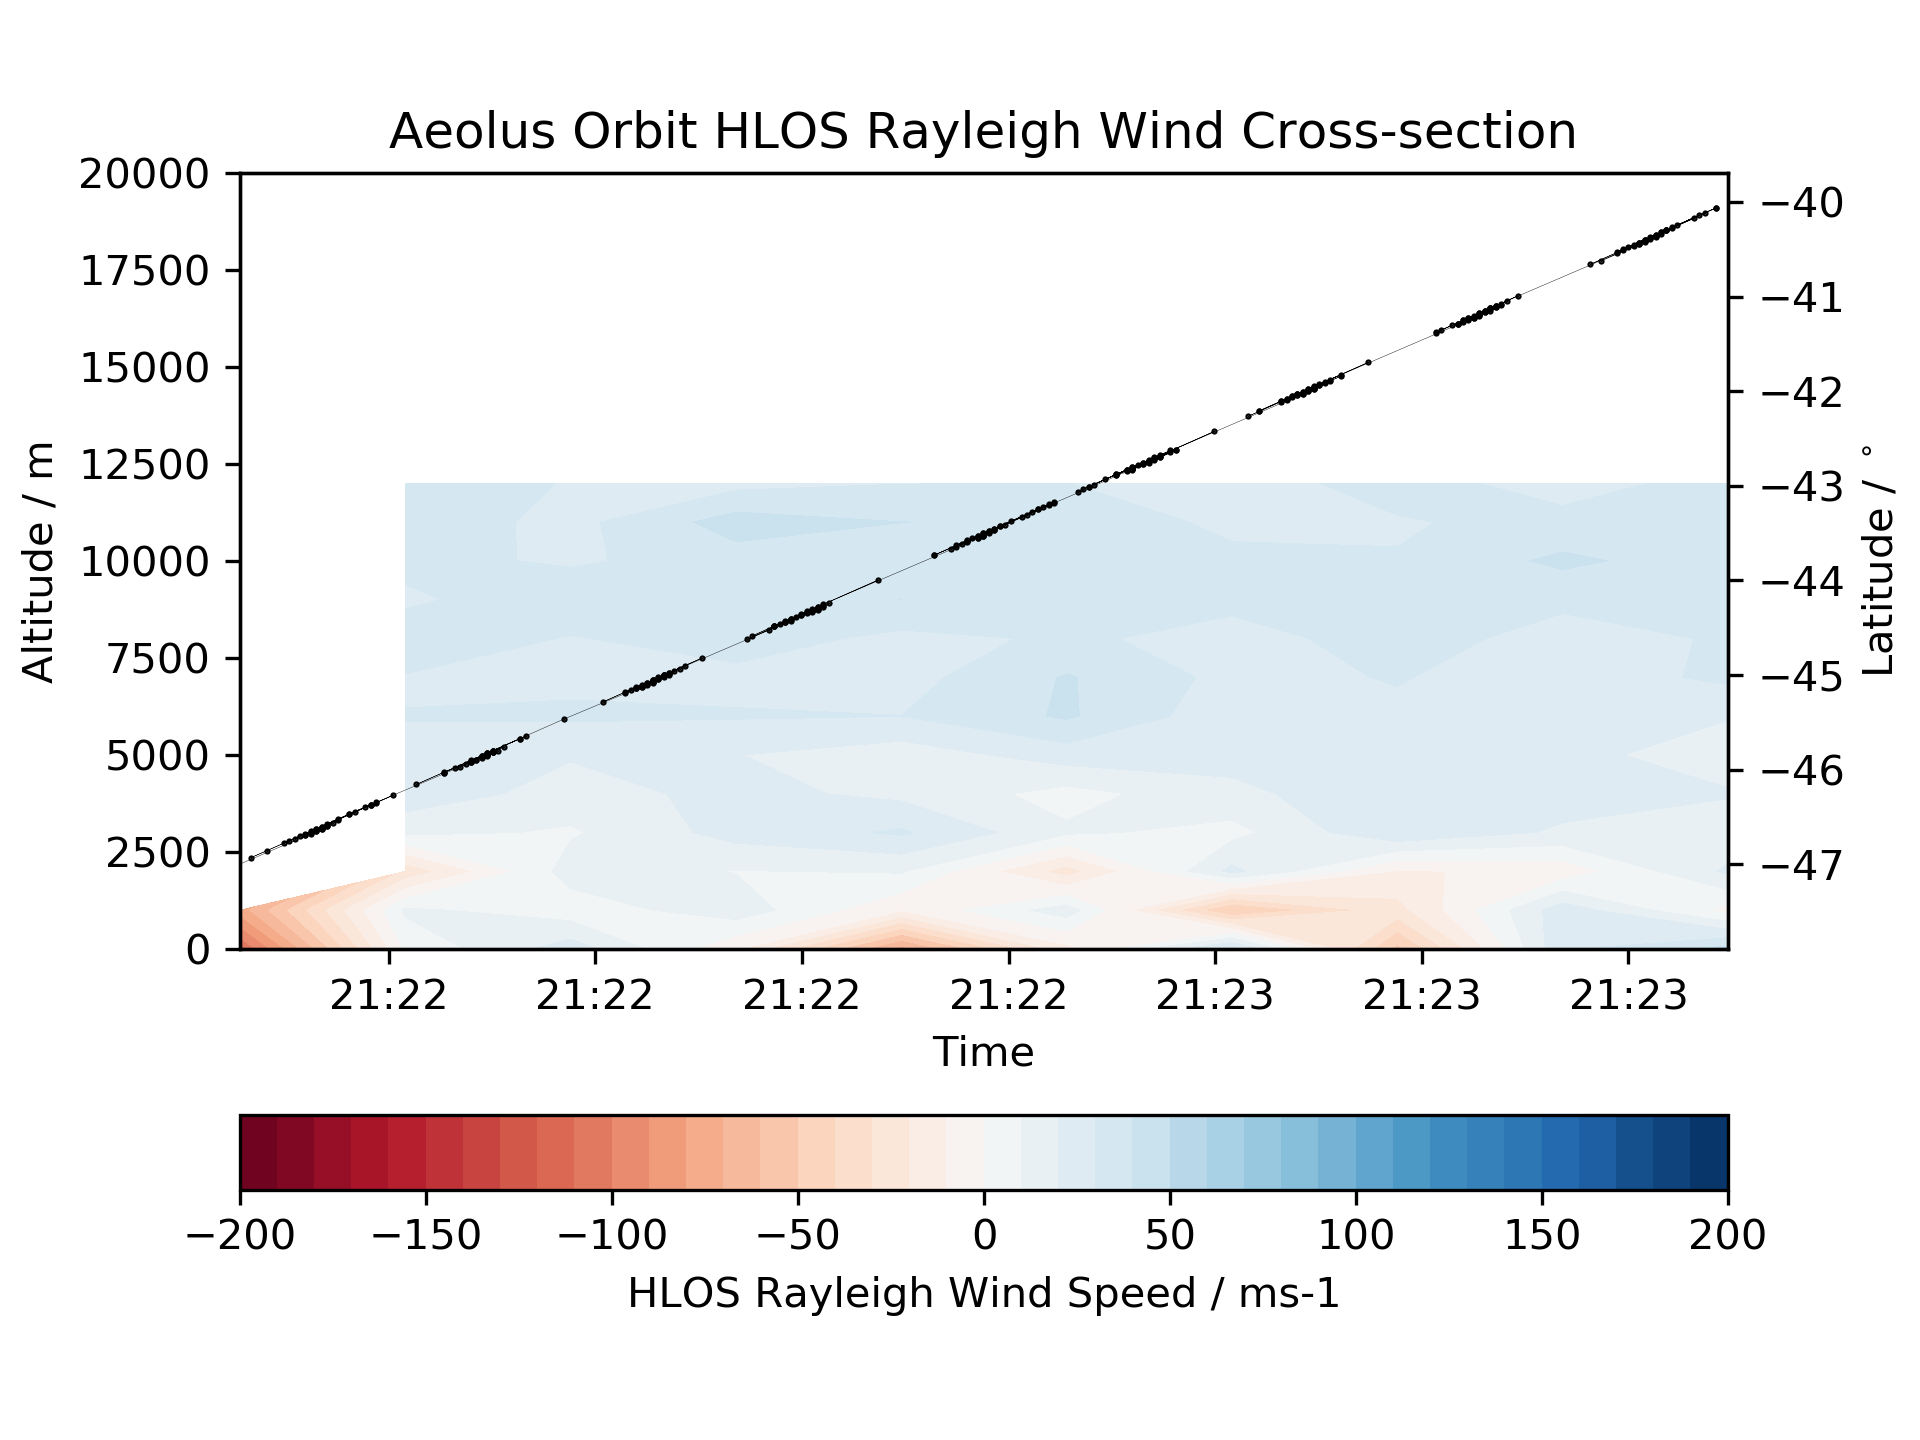 Aeolus Orbit HLOS Rayleigh Wind Cross-section
20000
17500
15000
12500
10000
7500
5000
2500
0
Altitude / m
−40
−41
−42
−43
−44
−45
−46
−47
Latitude / °
21:22 21:22 21:22 21:22 21:23 21:23 21:23
Time
−200 −150 −100 −50 0 50 100 150 200
HLOS Rayleigh Wind Speed / ms-1